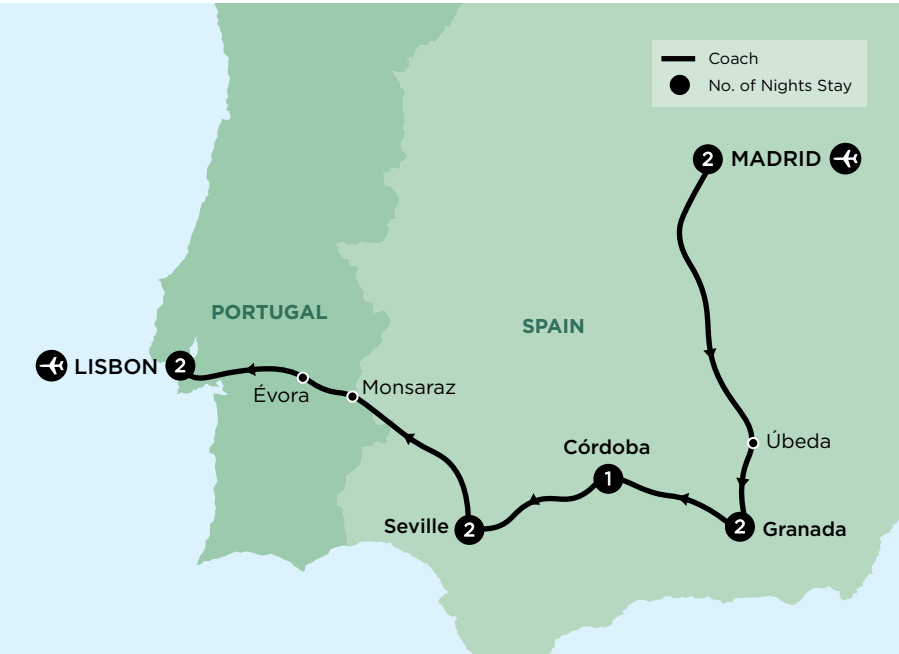 Coach
No. of Nights Stay
2 MADRID
PORTUGAL
SPAIN
LISBON 2
Évora
Monsaraz
Úbeda
Córdoba
1
Seville 2
2 Granada